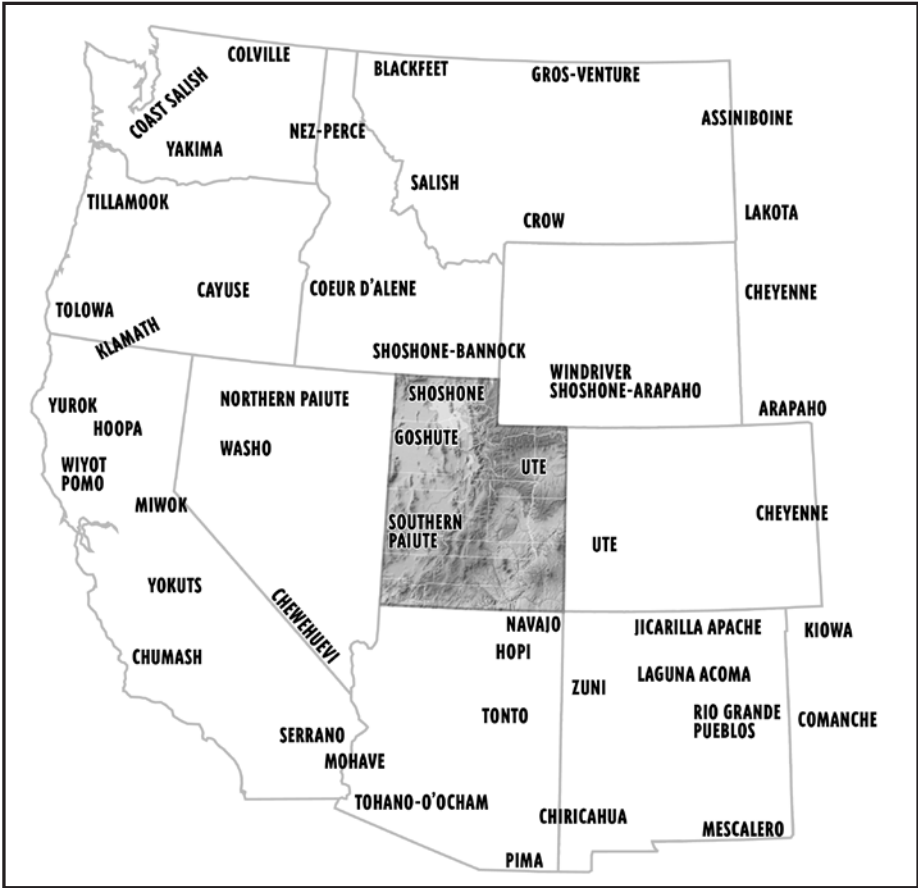 COLVILLE
BLACKFEET
GROS-VENTURE
COAST SALISH
ASSINIBOINE
NEZ-PERCE
YAKIMA
SALISH
TILLAMOOK
CROW
LAKOTA
COEUR D'ALENE
CAYUSE
CHEYENNE
TOLOWA
KLAMATH
SHOSHONE-BANNOCK
WINDRIVER
SHOSHONE-ARAPAHO
SHOSHONE
NORTHERN PAIUTE
YUROK
ARAPAHO
HOOPA
GOSHUTE
WASHO
WIYOT
POMO
UTE
MIWOK
CHEYENNE
SOUTHERN
PAIUTE
UTE
YOKUTS
CHEWEHUEVI
NAVAJO
JICARILLA APACHE
KIOWA
HOPI
CHUMASH
LAGUNA ACOMA
ZUNI
TONTO
RIO GRANDE
PUEBLOS
COMANCHE
SERRANO
MOHAVE
TOHANO-O'OCHAM
CHIRICAHUA
MESCALERO
PIMA